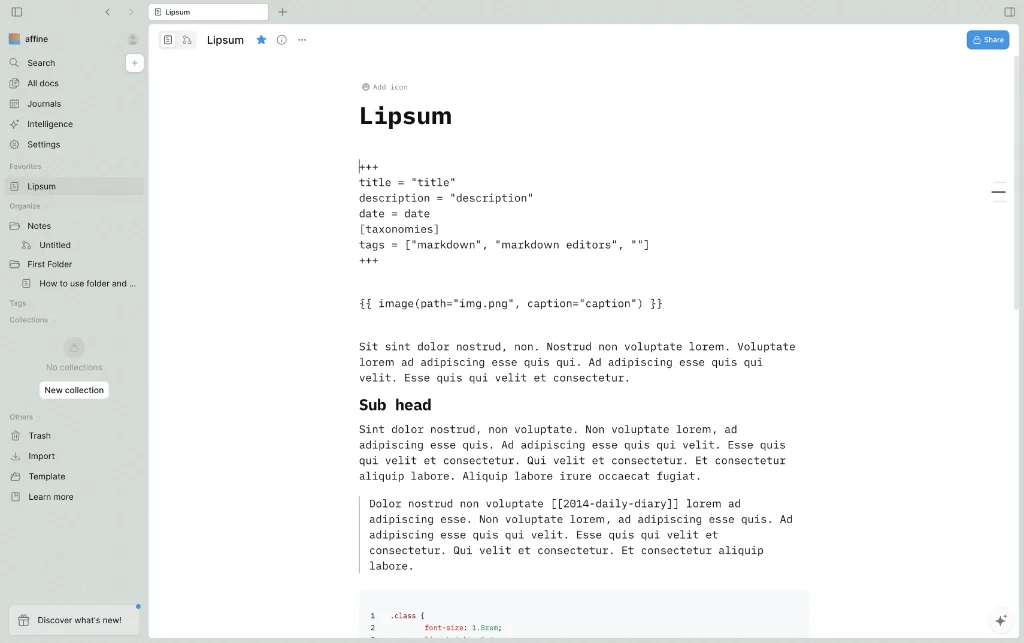 Lipsum
affine
Search
All docs
Journals
Intelligence
Settings
Favorites
Lipsum
Organize
Notes
Untitled
First Folder
How to use folder and ...
Tags
Collections
No collections
New collection
Others
Trash
Import
Template
Learn more
Discover what's new!
Lipsum
Share
Add icon
Lipsum
+++
title = "title"
description = "description"
date = date
[taxonomies]
tags = ["markdown", "markdown editors", ""]
+++
{{ image(path="img.png", caption="caption") }}
Sit sint dolor nostrud, non. Nostrud non voluptate lorem. Voluptate
lorem ad adipiscing esse quis qui. Ad adipiscing esse quis qui
velit. Esse quis qui velit et consectetur.
Sub head
Sint dolor nostrud, non voluptate. Non voluptate lorem, ad
adipiscing esse quis. Ad adipiscing esse quis qui velit. Esse quis
qui velit et consectetur. Qui velit et consectetur. Et consectetur
aliquip labore. Aliquip labore irure occaecat fugiat.
Dolor nostrud non voluptate [[2014-daily-diary]] lorem ad
adipiscing esse. Non voluptate lorem, ad adipiscing esse quis. Ad
adipiscing esse quis qui velit. Esse quis qui velit et
consectetur. Qui velit et consectetur. Et consectetur aliquip
labore.
1 .class {
2 font-size: 1.8rem;